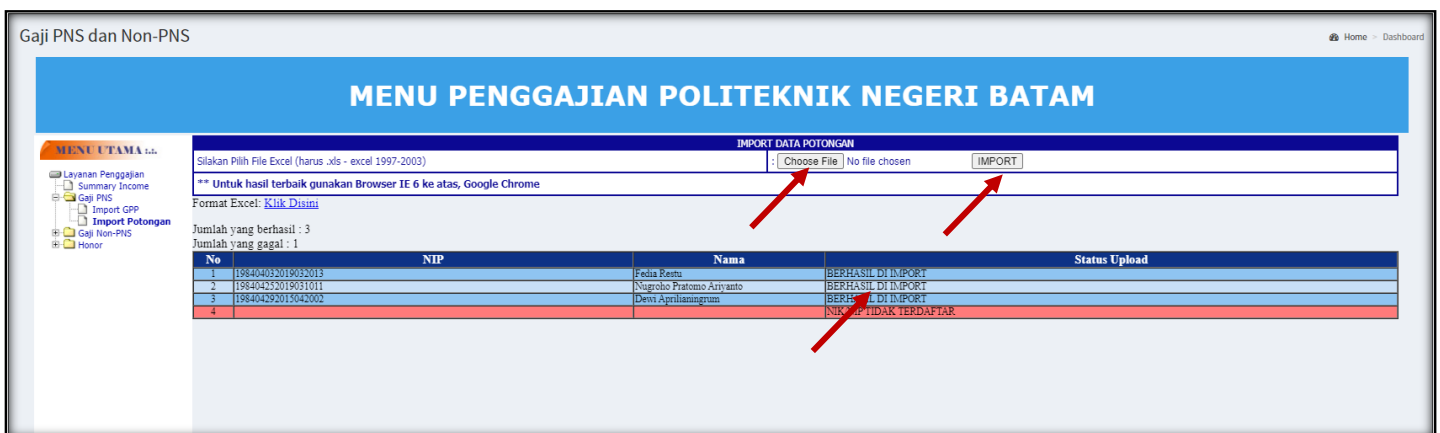 Gaji PNS dan Non-PNS
Home > Dashboard
MENU PENGGAJIAN POLITEKNIK NEGERI BATAM
MENU UTAMA :.:.
Layanan Penggajian
Summary Income
Gaji PNS
Import GPP
Import Potongan
Gaji Non-PNS
Honor
IMPORT DATA POTONGAN
Silakan Pilih File Excel (harus .xls - excel 1997-2003) : Choose File No file chosen IMPORT
** Untuk hasil terbaik gunakan Browser IE 6 ke atas, Google Chrome
Format Excel: Klik Disini
Jumlah yang berhasil : 3
Jumlah yang gagal : 1
No NIP Nama Status Upload
1 198404032019032013 Fedia Restu BERHASIL DI IMPORT
2 198404252019031011 Nugroho Pratomo Ariyanto BERHASIL DI IMPORT
3 198404292015042002 Dewi Aprilianingrum BERHASIL DI IMPORT
4 TIDAK TERDAFTAR